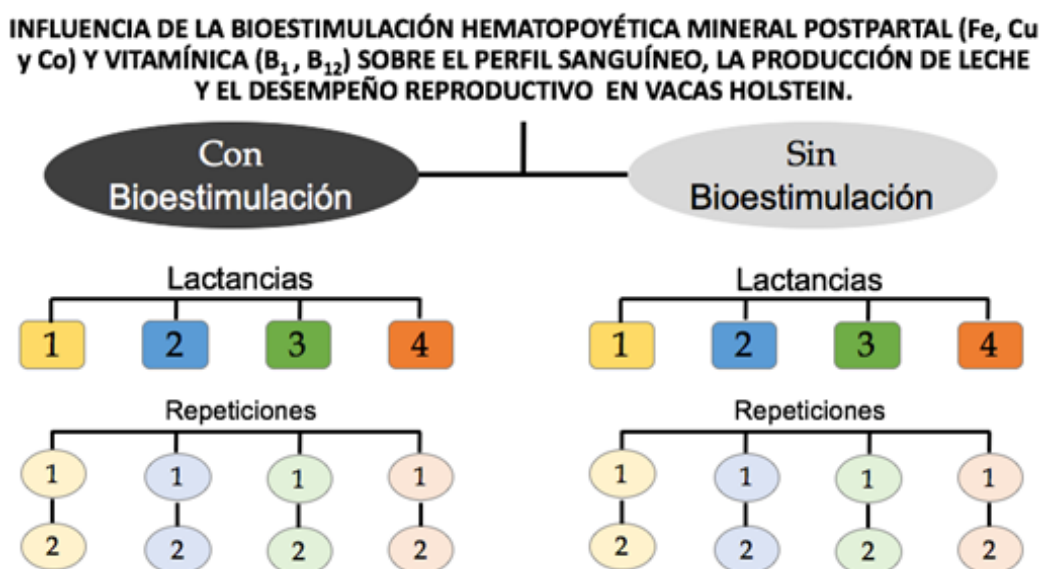 INFLUENCIA DE LA BIOESTIMULACIÓN HEMATOPOYÉTICA MINERAL POSTPARTAL (Fe, Cu
y Co) Y VITAMÍNICA (B₁, B₁₂) SOBRE EL PERFIL SANGUÍNEO, LA PRODUCCIÓN DE LECHE
Y EL DESEMPEÑO REPRODUCTIVO EN VACAS HOLSTEIN.
Con
Bioestimulación
Sin
Bioestimulación
Lactancias
Lactancias
1 2 3 4
1 2 3 4
Repeticiones
Repeticiones
1 1 1 1
1 1 1 1
2 2 2 2
2 2 2 2